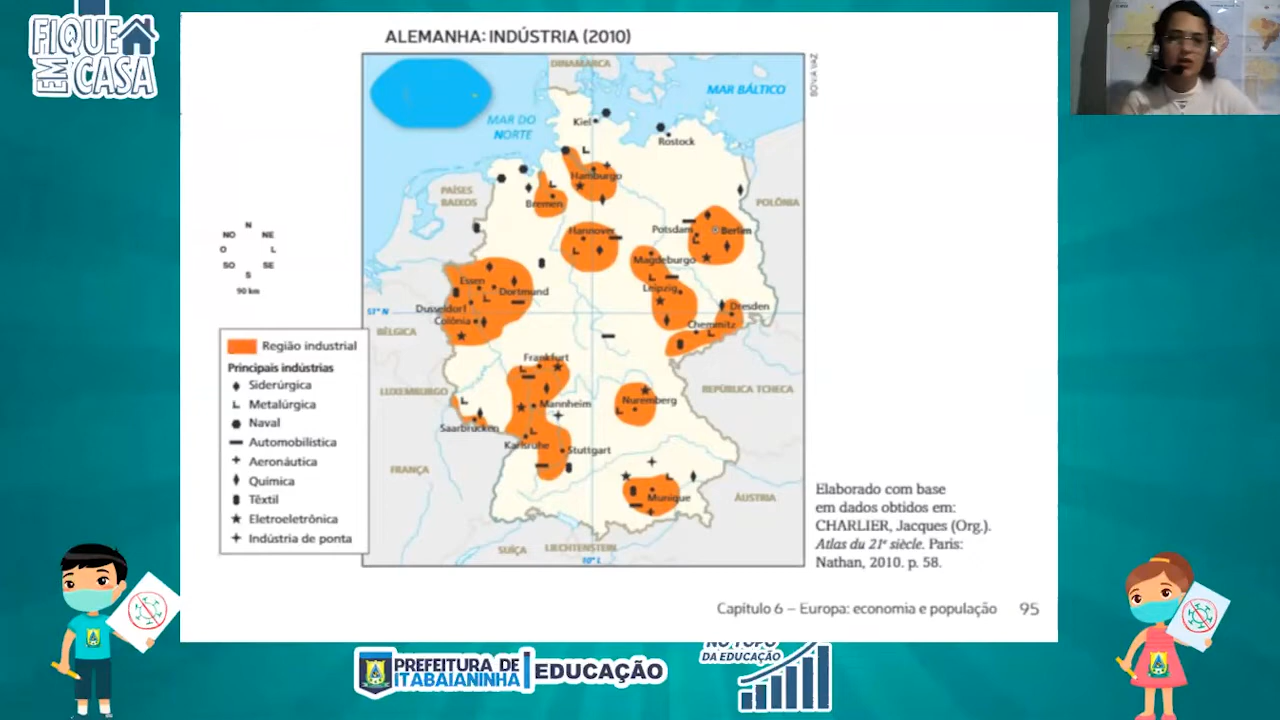 FIQUE
EM
CASA
ALEMANHA: INDÚSTRIA (2010)
DINAMARCA
MAR BÁLTICO
MAR DO
NORTE
Kiel
Rostock
Hamburgo
PAÍSES
BAIXOS
Bremen
POLÔNIA
Hannover
Potsdam
Berlim
Magdeburgo
Essen
Leipzig
Dortmund
Dusseldorf
Dresden
51° N
Colônia
Chemnitz
BÉLGICA
Frankfurt
LUXEMBURGO
REPÚBLICA TCHECA
Mannheim
Nuremberg
Saarbrücken
Karlsruhe
Stuttgart
FRANÇA
Munique
ÁUSTRIA
SUÍÇA
LIECHTENSTEIN
10° L
N
NO NE
O L
SO SE
S
90 km
Região industrial
Principais indústrias
Siderúrgica
Metalúrgica
Naval
Automobilística
Aeronáutica
Química
Têxtil
Eletroeletrônica
Indústria de ponta
Elaborado com base
em dados obtidos em:
CHARLIER, Jacques (Org.).
Atlas du 21e siècle. Paris:
Nathan, 2010. p. 58.
Capítulo 6 – Europa: economia e população 95
PREFEITURA DE
ITABAIANINHA
EDUCAÇÃO
NO TOPO
DA EDUCAÇÃO